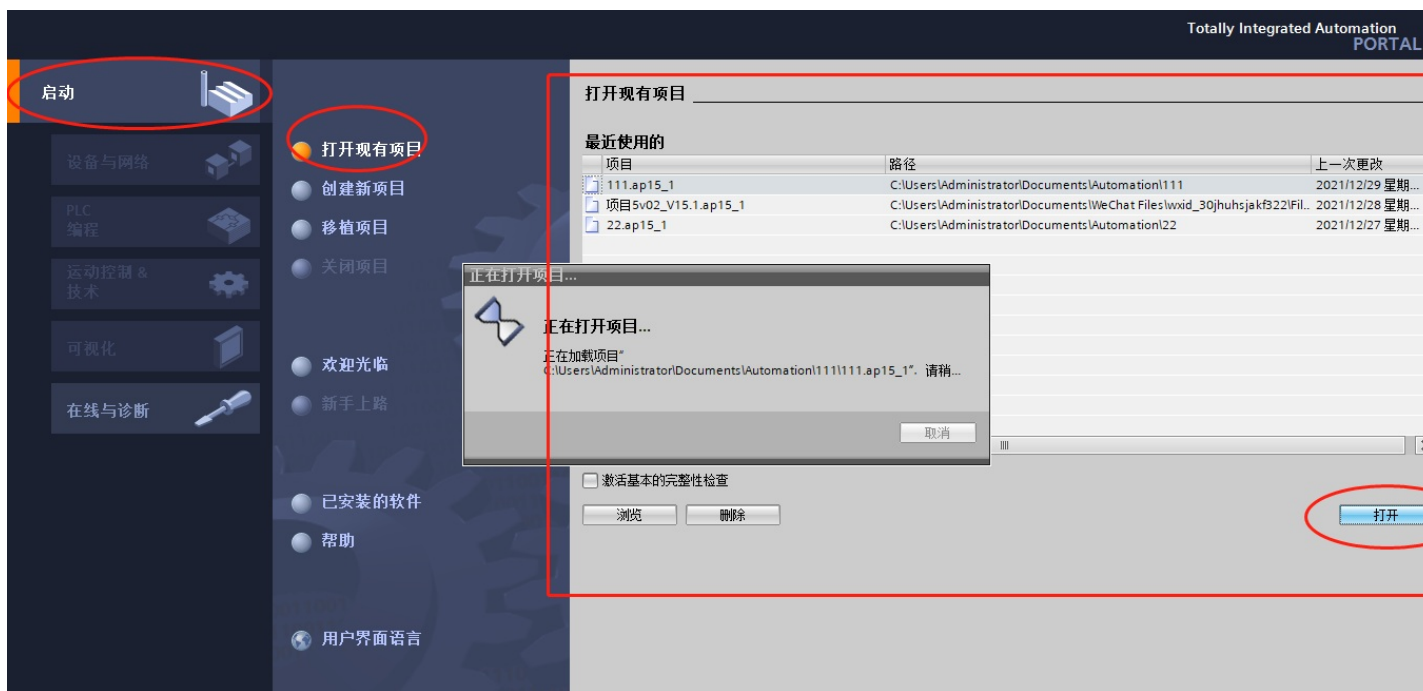 Totally Integrated Automation
PORTAL
启动
设备与网络
PLC
编程
运动控制 &
技术
可视化
在线与诊断
打开现有项目
创建新项目
移植项目
关闭项目
欢迎光临
新手上路
已安装的软件
帮助
用户界面语言
打开现有项目
最近使用的
项目 路径 上一次更改
111.ap15_1 C:\Users\Administrator\Documents\Automation\111 2021/12/29 星期...
项目5v02_V15.1.ap15_1 C:\Users\Administrator\Documents\WeChat Files\wxid_30jhuhsjakf322\Fil... 2021/12/28 星期...
22.ap15_1 C:\Users\Administrator\Documents\Automation\22 2021/12/27 星期...
正在打开项目...
正在打开项目...
正在加载项目“
C:\Users\Administrator\Documents\Automation\111\111.ap15_1”. 请稍...
取消
激活基本的完整性检查
浏览 删除 打开